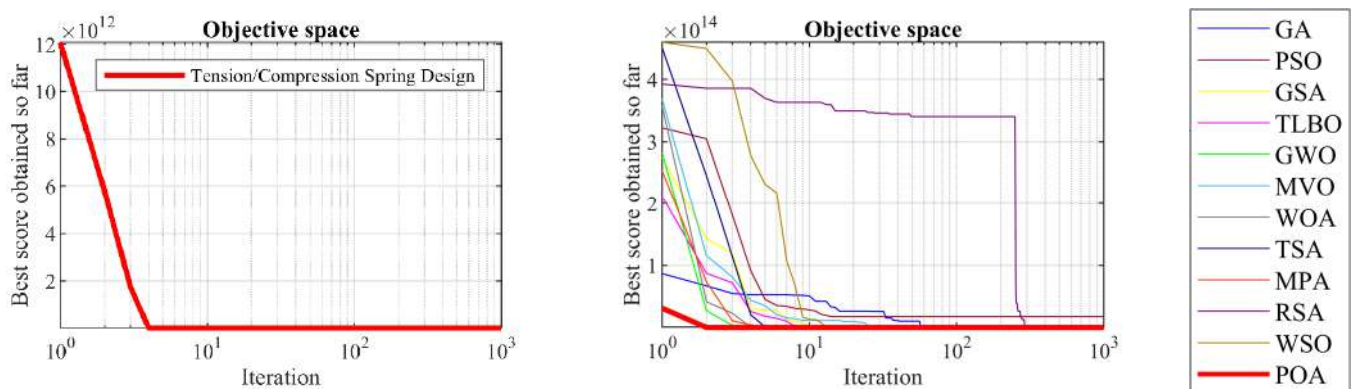 ×10¹²
Objective space
12
10
8
6
4
2
Best score obtained so far
Tension/Compression Spring Design
10⁰
10¹
10²
10³
Iteration
×10¹⁴
Objective space
4
3
2
1
Best score obtained so far
10⁰
10¹
10²
10³
Iteration
GA
PSO
GSA
TLBO
GWO
MVO
WOA
TSA
MPA
RSA
WSO
POA